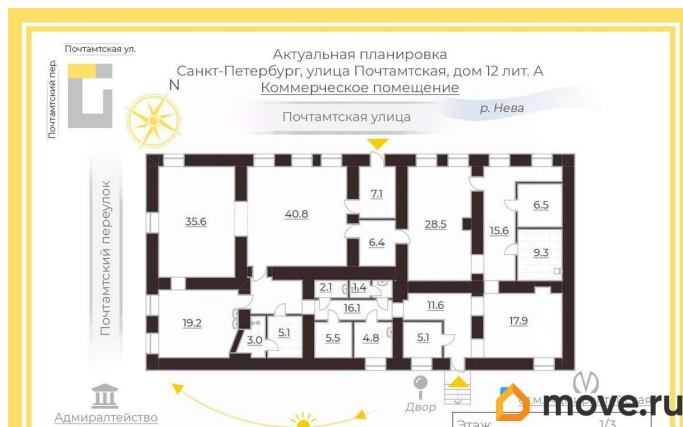 Почтамтская ул.
Почтамтский пер.
N
Актуальная планировка
Санкт-Петербург, улица Почтамтская, дом 12 лит. А
Коммерческое помещение
Почтамтская улица
р. Нева
Почтамтский переулок
7.1
35.6
40.8
28.5
6.5
15.6
6.4
9.3
2.1
1.4
16.1
11.6
19.2
17.9
3.0
5.1
5.5
4.8
5.1
Адмиралтейство
Двор
move.ru
Этаж
1/3